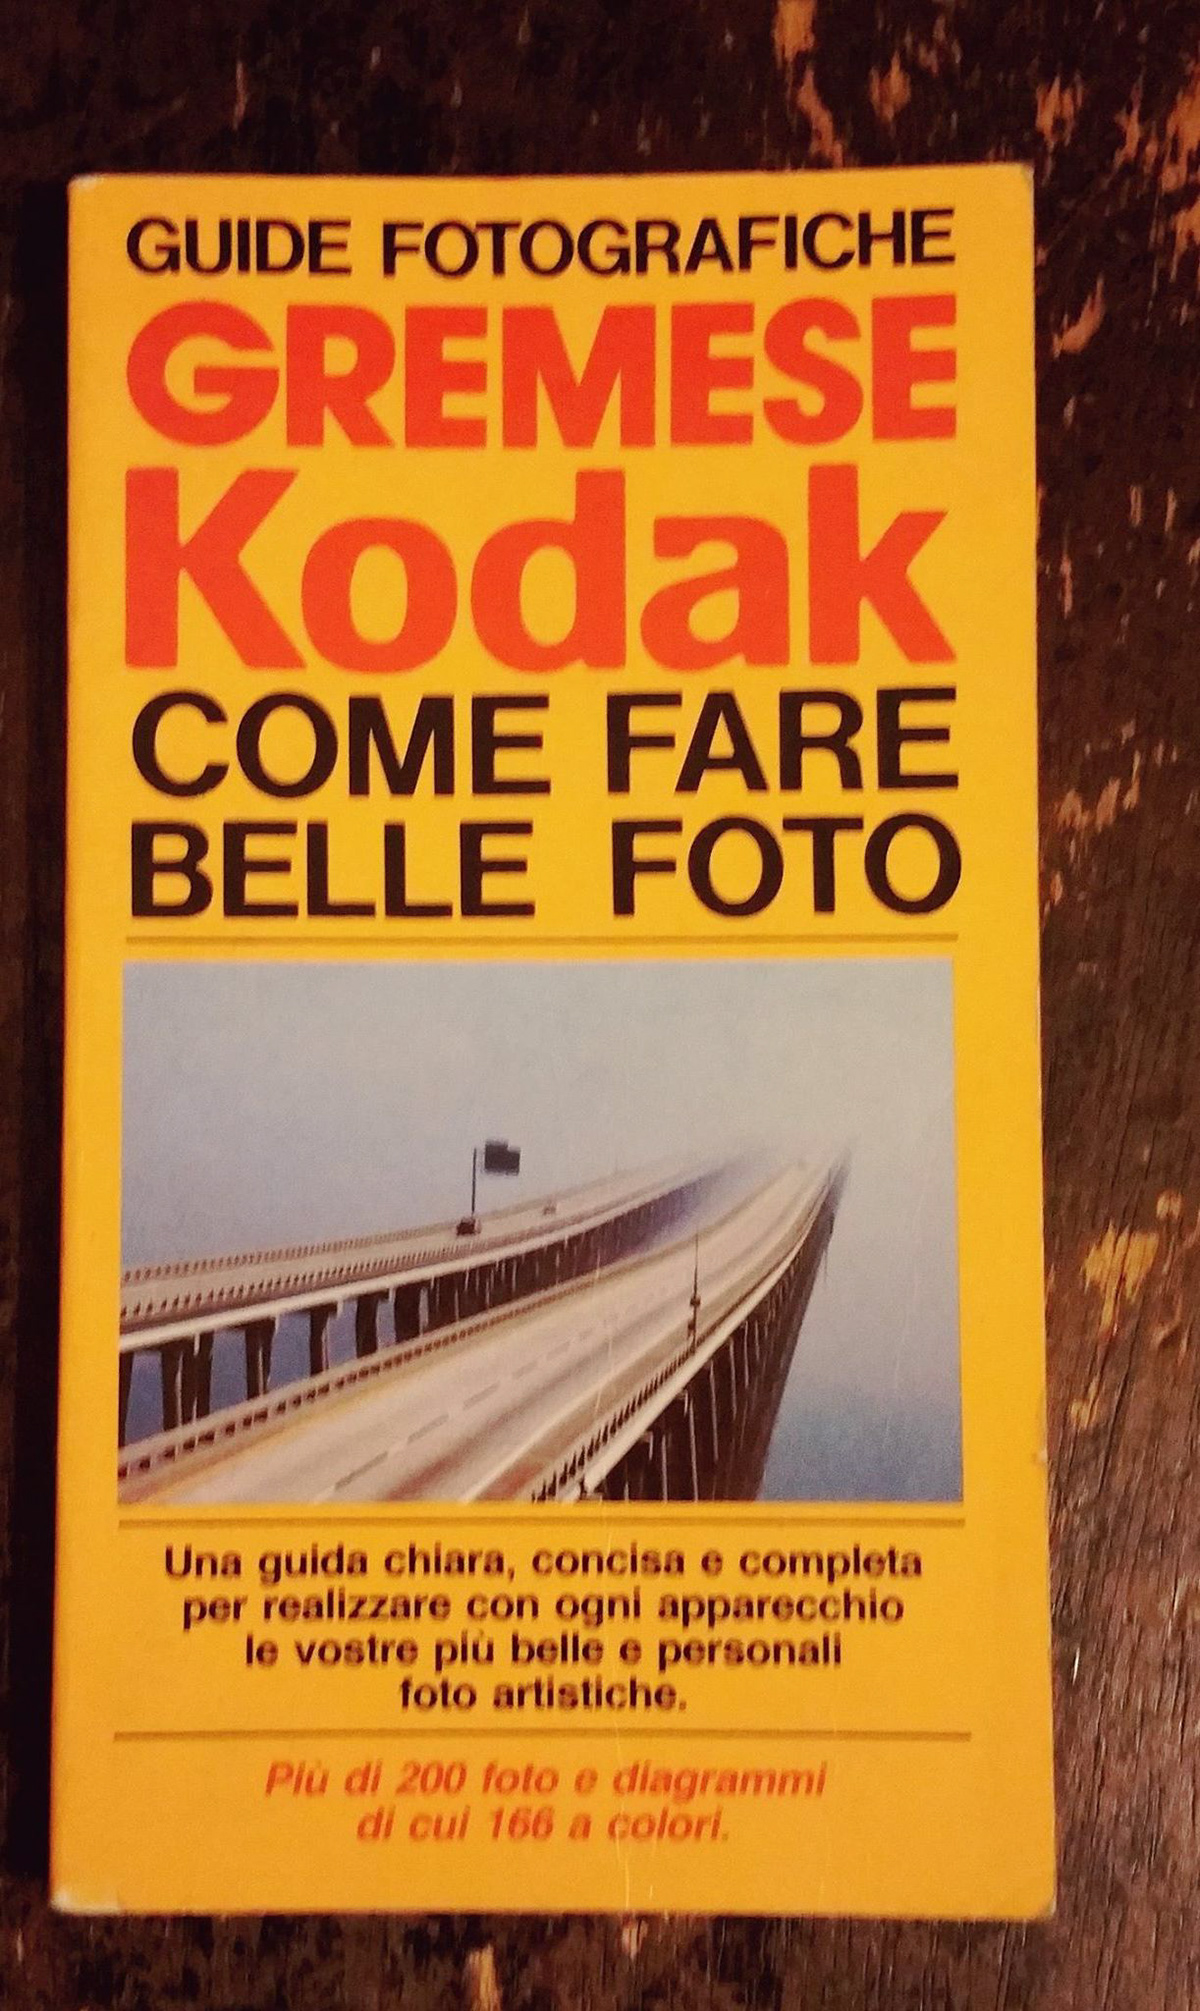 GUIDE FOTOGRAFICHE
GREMESE
Kodak
COME FARE
BELLE FOTO
Una guida chiara, concisa e completa
per realizzare con ogni apparecchio
le vostre più belle e personali
foto artistiche.
Più di 200 foto e diagrammi
di cui 166 a colori.